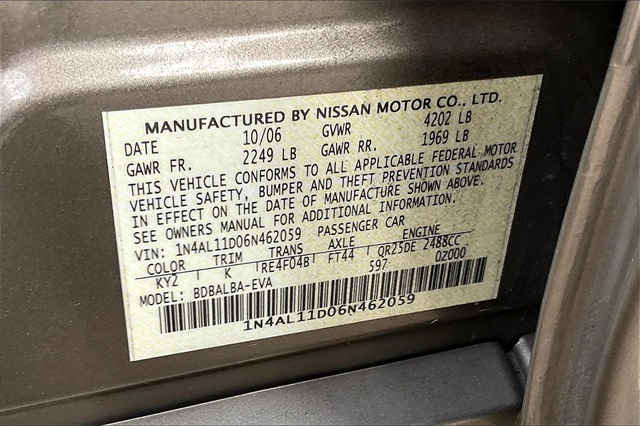 MANUFACTURED BY NISSAN MOTOR CO., LTD.
DATE 10/06 GVWR 4202 LB
GAWR FR. 2249 LB GAWR RR. 1969 LB
THIS VEHICLE CONFORMS TO ALL APPLICABLE FEDERAL MOTOR
VEHICLE SAFETY, BUMPER AND THEFT PREVENTION STANDARDS
IN EFFECT ON THE DATE OF MANUFACTURE SHOWN ABOVE.
SEE OWNERS MANUAL FOR ADDITIONAL INFORMATION.
VIN: 1N4AL11D06N462059 PASSENGER CAR
COLOR TRIM TRANS AXLE ENGINE
KY2 K RE4F04B FT44 QR25DE 2488CC
MODEL: BDBALBA-EVA 597 0Z000
1N4AL11D06N462059